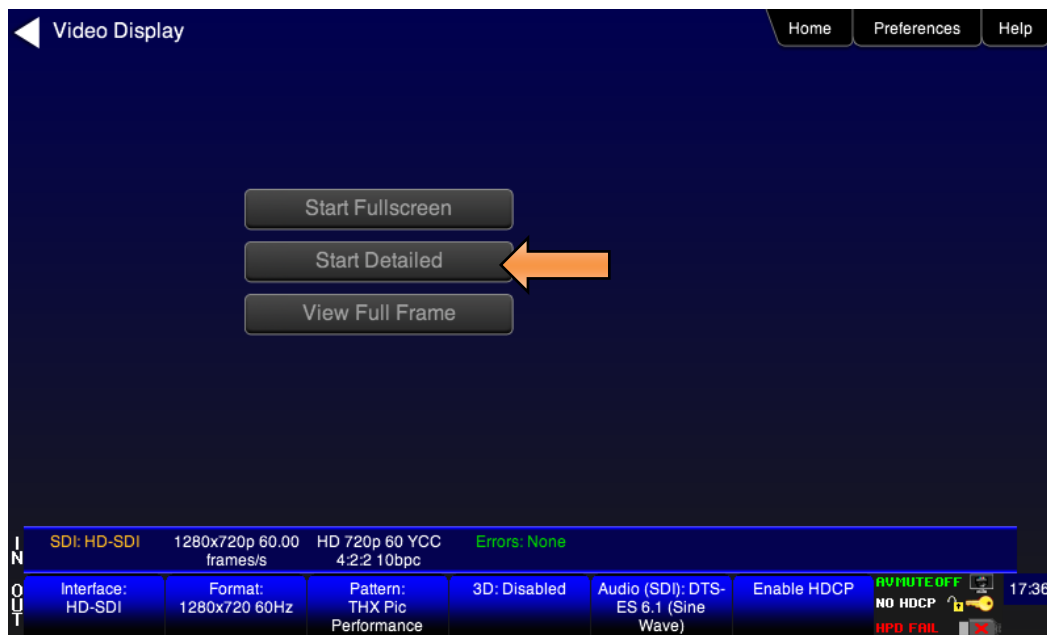 Video Display
Home
Preferences
Help
Start Fullscreen
Start Detailed
View Full Frame
IN
SDI: HD-SDI
1280x720p 60.00
frames/s
HD 720p 60 YCC
4:2:2 10bpc
Errors: None
OUT
Interface:
HD-SDI
Format:
1280x720 60Hz
Pattern:
THX Pic
Performance
3D: Disabled
Audio (SDI): DTS-
ES 6.1 (Sine
Wave)
Enable HDCP
AVMUTE OFF
NO HDCP
HPD FAIL
17:36